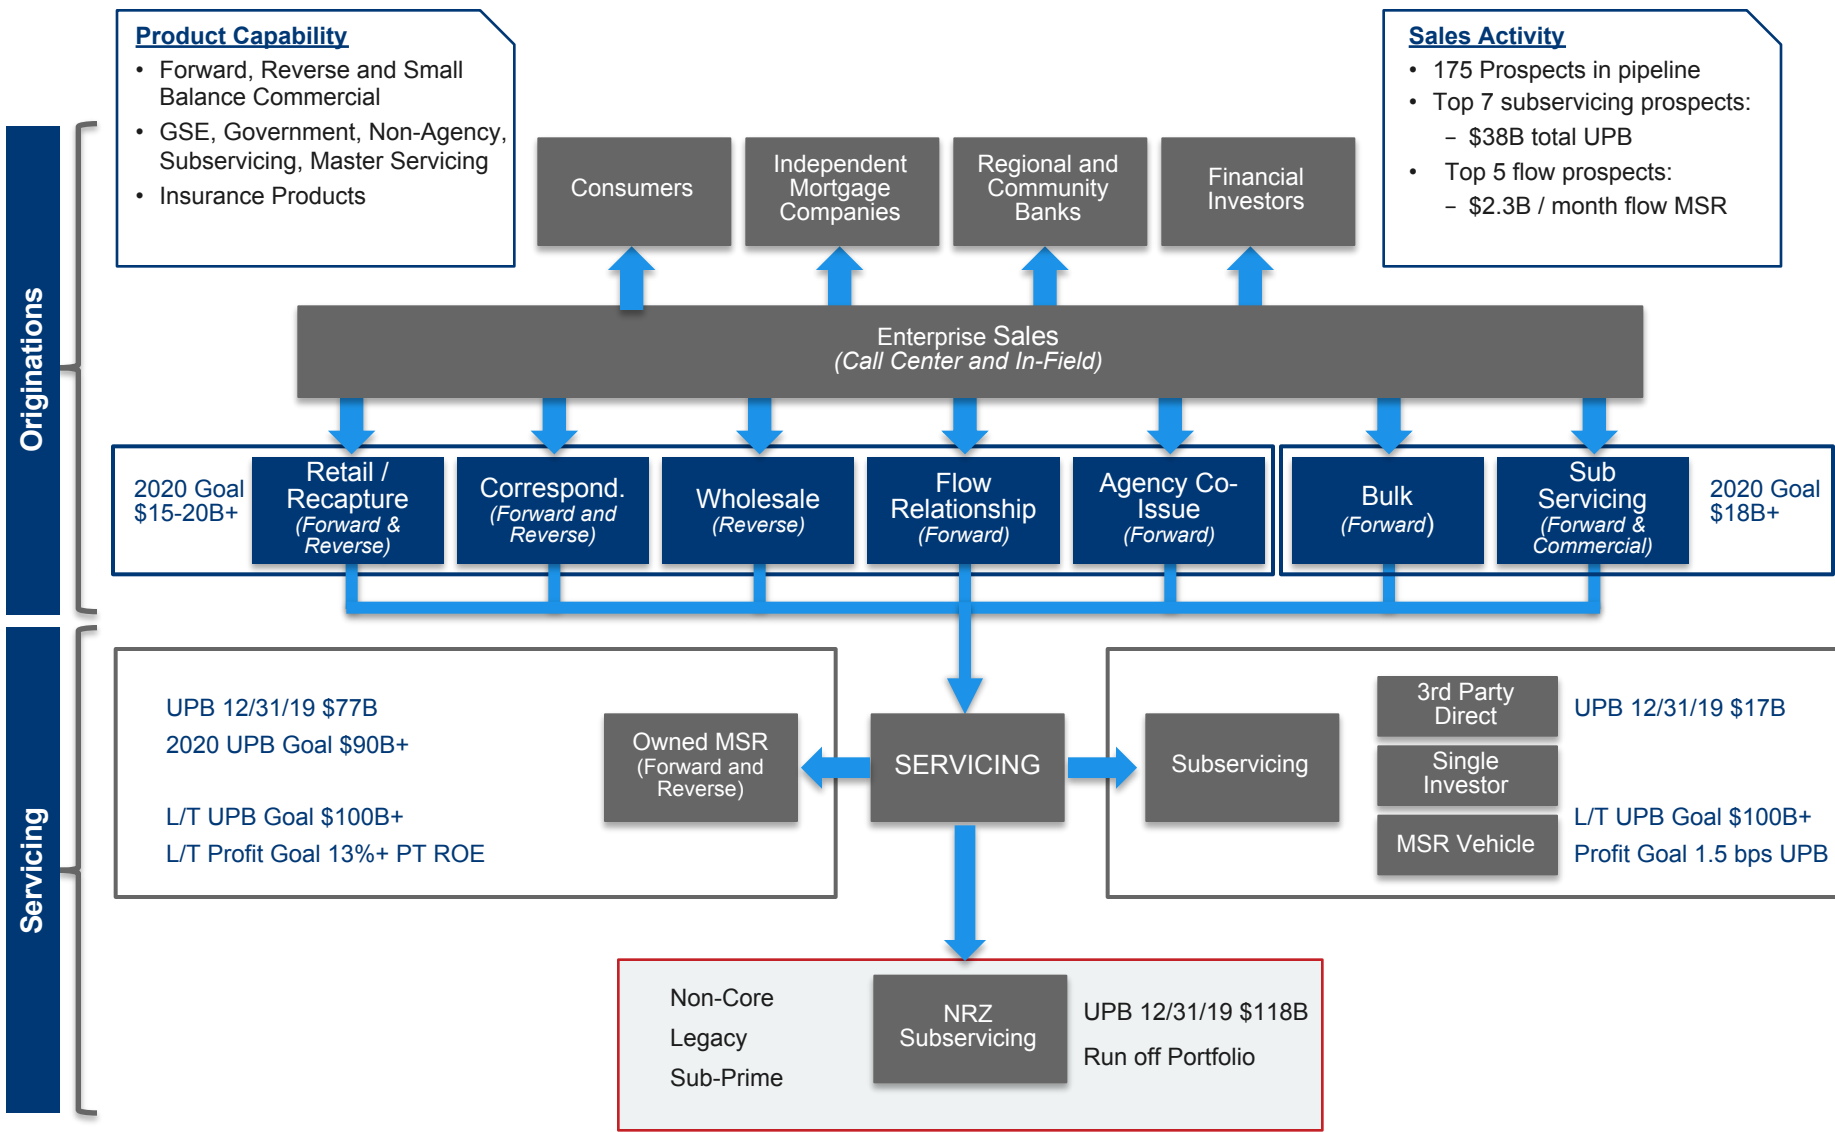 Product Capability
• Forward, Reverse and Small
Balance Commercial
• GSE, Government, Non-Agency,
Subservicing, Master Servicing
• Insurance Products
Sales Activity
• 175 Prospects in pipeline
• Top 7 subservicing prospects:
– $38B total UPB
• Top 5 flow prospects:
– $2.3B / month flow MSR
Originations
Consumers
Independent
Mortgage
Companies
Regional and
Community
Banks
Financial
Investors
Enterprise Sales
(Call Center and In-Field)
2020 Goal
$15-20B+
Retail /
Recapture
(Forward &
Reverse)
Correspond.
(Forward and
Reverse)
Wholesale
(Reverse)
Flow
Relationship
(Forward)
Agency Co-
Issue
(Forward)
Bulk
(Forward)
Sub
Servicing
(Forward &
Commercial)
2020 Goal
$18B+
Servicing
UPB 12/31/19 $77B
2020 UPB Goal $90B+
L/T UPB Goal $100B+
L/T Profit Goal 13%+ PT ROE
Owned MSR
(Forward and
Reverse)
SERVICING
Subservicing
3rd Party
Direct
Single
Investor
MSR Vehicle
UPB 12/31/19 $17B
L/T UPB Goal $100B+
Profit Goal 1.5 bps UPB
Non-Core
Legacy
Sub-Prime
NRZ
Subservicing
UPB 12/31/19 $118B
Run off Portfolio